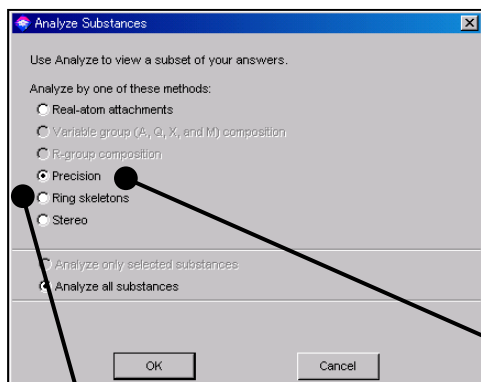 Analyze Substances
Use Analyze to view a subset of your answers.
Analyze by one of these methods:
Real-atom attachments
Variable group (A, Q, X, and M) composition
R-group composition
Precision
Ring skeletons
Stereo
Analyze only selected substances
Analyze all substances
OK Cancel